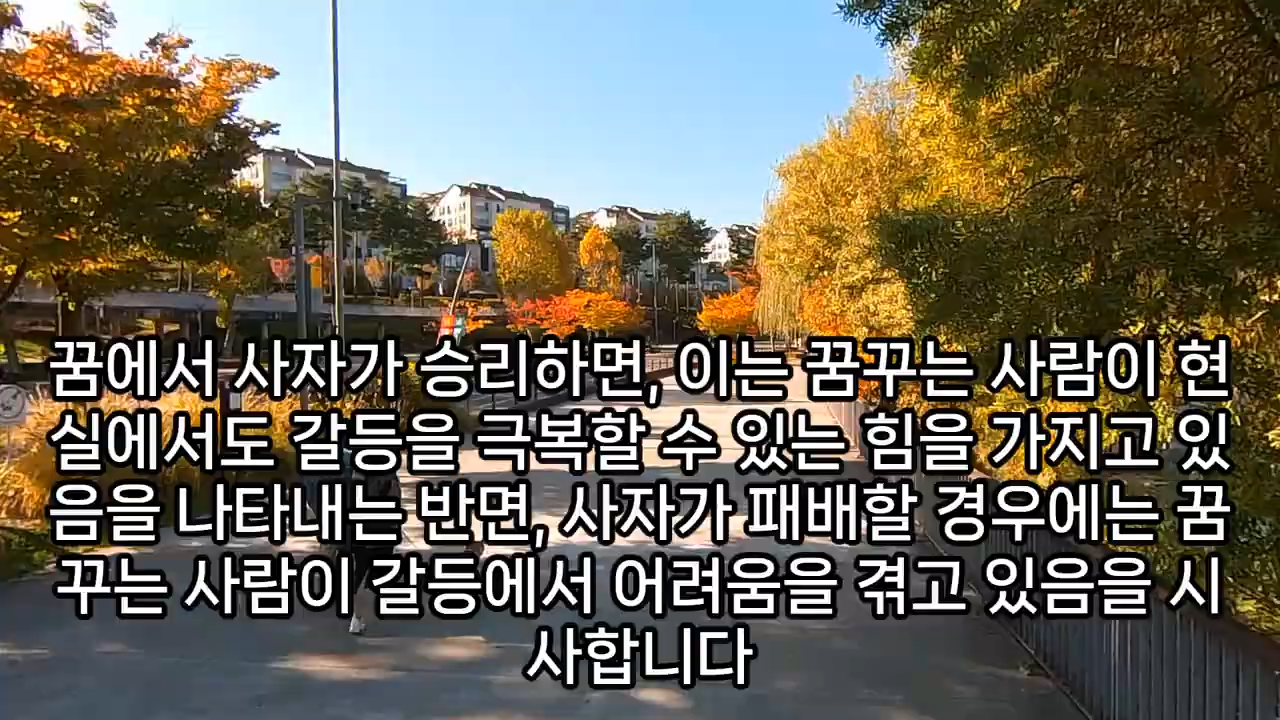 꿈에서 사자가 승리하면, 이는 꿈꾸는 사람이 현
실에서도 갈등을 극복할 수 있는 힘을 가지고 있
음을 나타내는 반면, 사자가 패배할 경우에는 꿈
꾸는 사람이 갈등에서 어려움을 겪고 있음을 시
사합니다